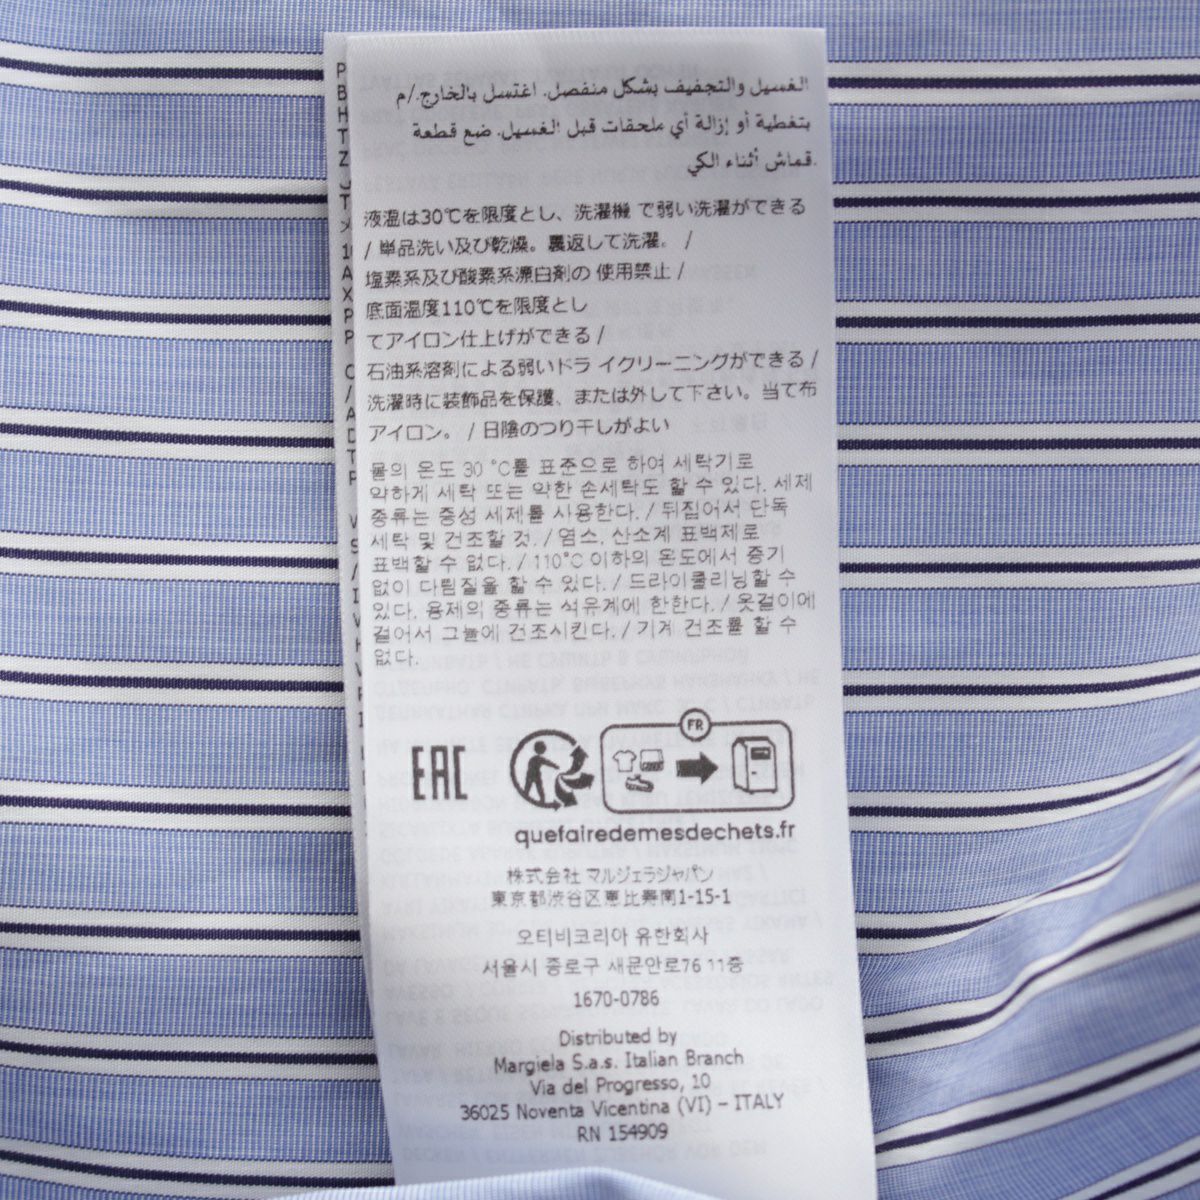 الغسيل والتجفيف بشكل منفصل. اغتسل بالخارج./م
بتغطية أو إزالة أي ملحقات قبل الغسيل. ضع قطعة
قماش أثناء الكي.
液温は30℃を限度とし、洗濯機 で弱い洗濯ができる
/ 単品洗い及び乾燥。裏返して洗濯。 /
塩素系及び酸素系漂白剤の 使用禁止 /
底面温度110℃を限度とし
てアイロン仕上げができる /
石油系溶剤による弱いドラ イクリーニングができる /
洗濯時に装飾品を保護、または外して下さい。当て布
アイロン。 / 日陰のつり干しがよい
물의 온도 30 °C를 표준으로 하여 세탁기로
약하게 세탁 또는 약한 손세탁도 할 수 있다. 세제
종류는 중성 세제를 사용한다. / 뒤집어서 단독
세탁 및 건조할 것. / 염소, 산소계 표백제로
표백할 수 없다. / 110°C 이하의 온도에서 증기
없이 다림질을 할 수 있다. / 드라이클리닝할 수
있다. 용제의 종류는 석유계에 한한다. / 옷걸이에
걸어서 그늘에 건조시킨다. / 기계 건조를 할 수
없다.
EAC
FR
quefairedemesdechets.fr
株式会社 マルジェラジャパン
東京都渋谷区恵比寿南1-15-1
오티비코리아 유한회사
서울시 종로구 새문안로76 11층
1670-0786
Distributed by
Margiela S.a.s. Italian Branch
Via del Progresso, 10
36025 Noventa Vicentina (VI) – ITALY
RN 154909